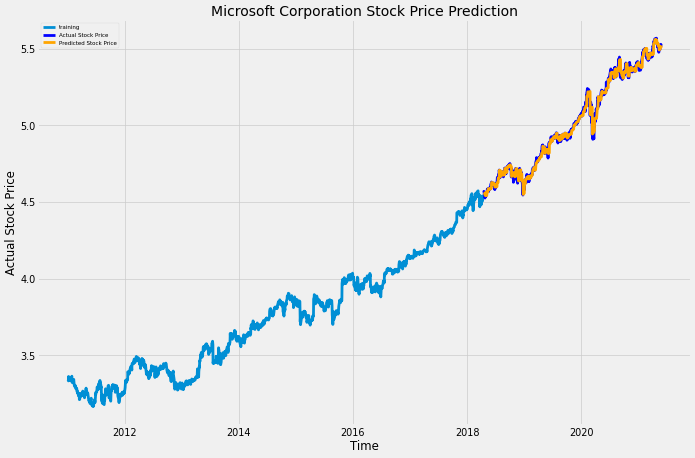 Microsoft Corporation Stock Price Prediction
training
Actual Stock Price
Predicted Stock Price
Actual Stock Price
5.5
5.0
4.5
4.0
3.5
2012
2014
2016
2018
2020
Time